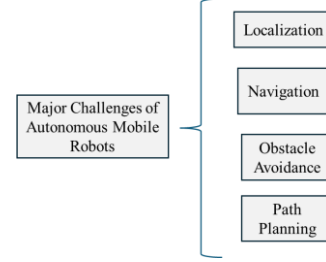 Major Challenges of
Autonomous Mobile
Robots
Localization
Navigation
Obstacle
Avoidance
Path
Planning